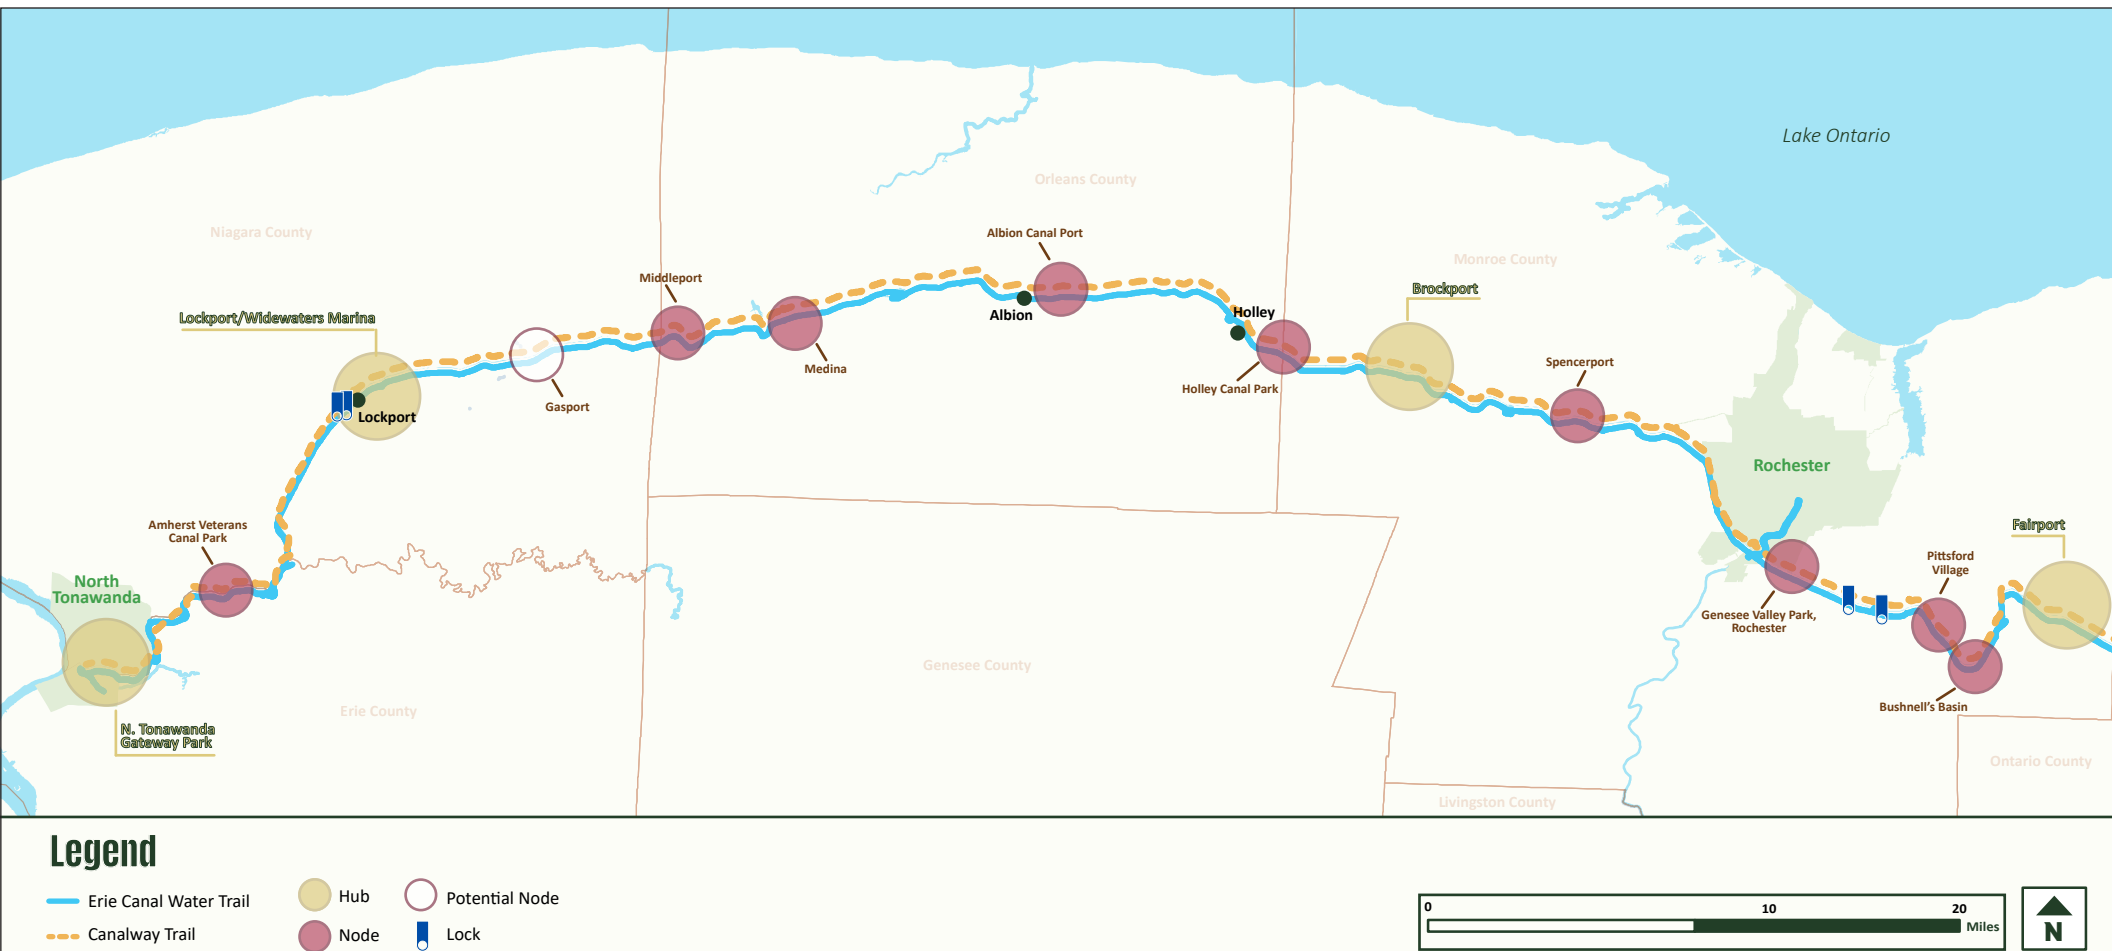 Lake Ontario
Orleans County
Niagara County
Albion Canal Port
Monroe County
Middleport
Brockport
Lockport/Widewaters Marina
Albion
Holley
Medina
Spencerport
Holley Canal Park
Gasport
Lockport
Rochester
Amherst Veterans
Canal Park
Fairport
Pittsford
Village
North
Tonawanda
Genesee Valley Park,
Rochester
Genesee County
Erie County
Bushnell's Basin
N. Tonawanda
Gateway Park
Ontario County
Livingston County
Legend
Erie Canal Water Trail
Canalway Trail
Hub
Node
Potential Node
Lock
0 10 20
Miles
N